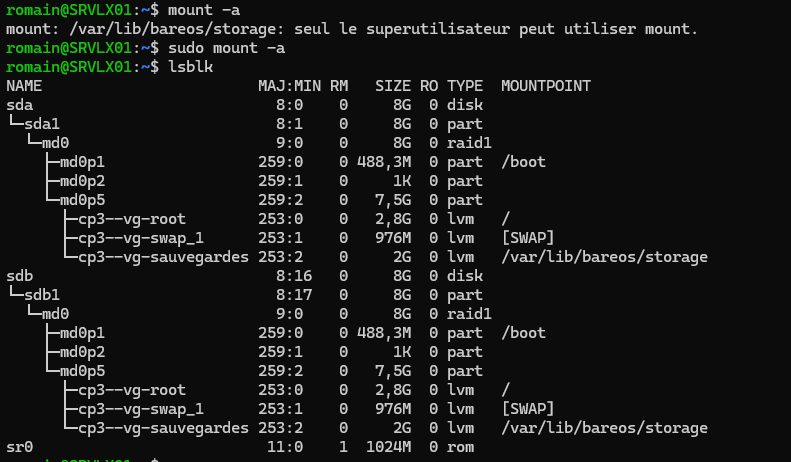 romain@SRVLX01:~$ mount -a
mount: /var/lib/bareos/storage: seul le superutilisateur peut utiliser mount.
romain@SRVLX01:~$ sudo mount -a
romain@SRVLX01:~$ lsblk
NAME                         MAJ:MIN RM   SIZE RO TYPE  MOUNTPOINT
sda                            8:0    0     8G  0 disk
└─sda1                         8:1    0     8G  0 part
  └─md0                        9:0    0     8G  0 raid1
    ├─md0p1                  259:0    0 488,3M  0 part  /boot
    ├─md0p2                  259:1    0     1K  0 part
    └─md0p5                  259:2    0   7,5G  0 part
      ├─cp3--vg-root         253:0    0   2,8G  0 lvm   /
      ├─cp3--vg-swap_1       253:1    0   976M  0 lvm   [SWAP]
      └─cp3--vg-sauvegardes  253:2    0     2G  0 lvm   /var/lib/bareos/storage
sdb                            8:16   0     8G  0 disk
└─sdb1                         8:17   0     8G  0 part
  └─md0                        9:0    0     8G  0 raid1
    ├─md0p1                  259:0    0 488,3M  0 part  /boot
    ├─md0p2                  259:1    0     1K  0 part
    └─md0p5                  259:2    0   7,5G  0 part
      ├─cp3--vg-root         253:0    0   2,8G  0 lvm   /
      ├─cp3--vg-swap_1       253:1    0   976M  0 lvm   [SWAP]
      └─cp3--vg-sauvegardes  253:2    0     2G  0 lvm   /var/lib/bareos/storage
sr0                           11:0    1  1024M  0 rom
romain@SRVLX01:~$